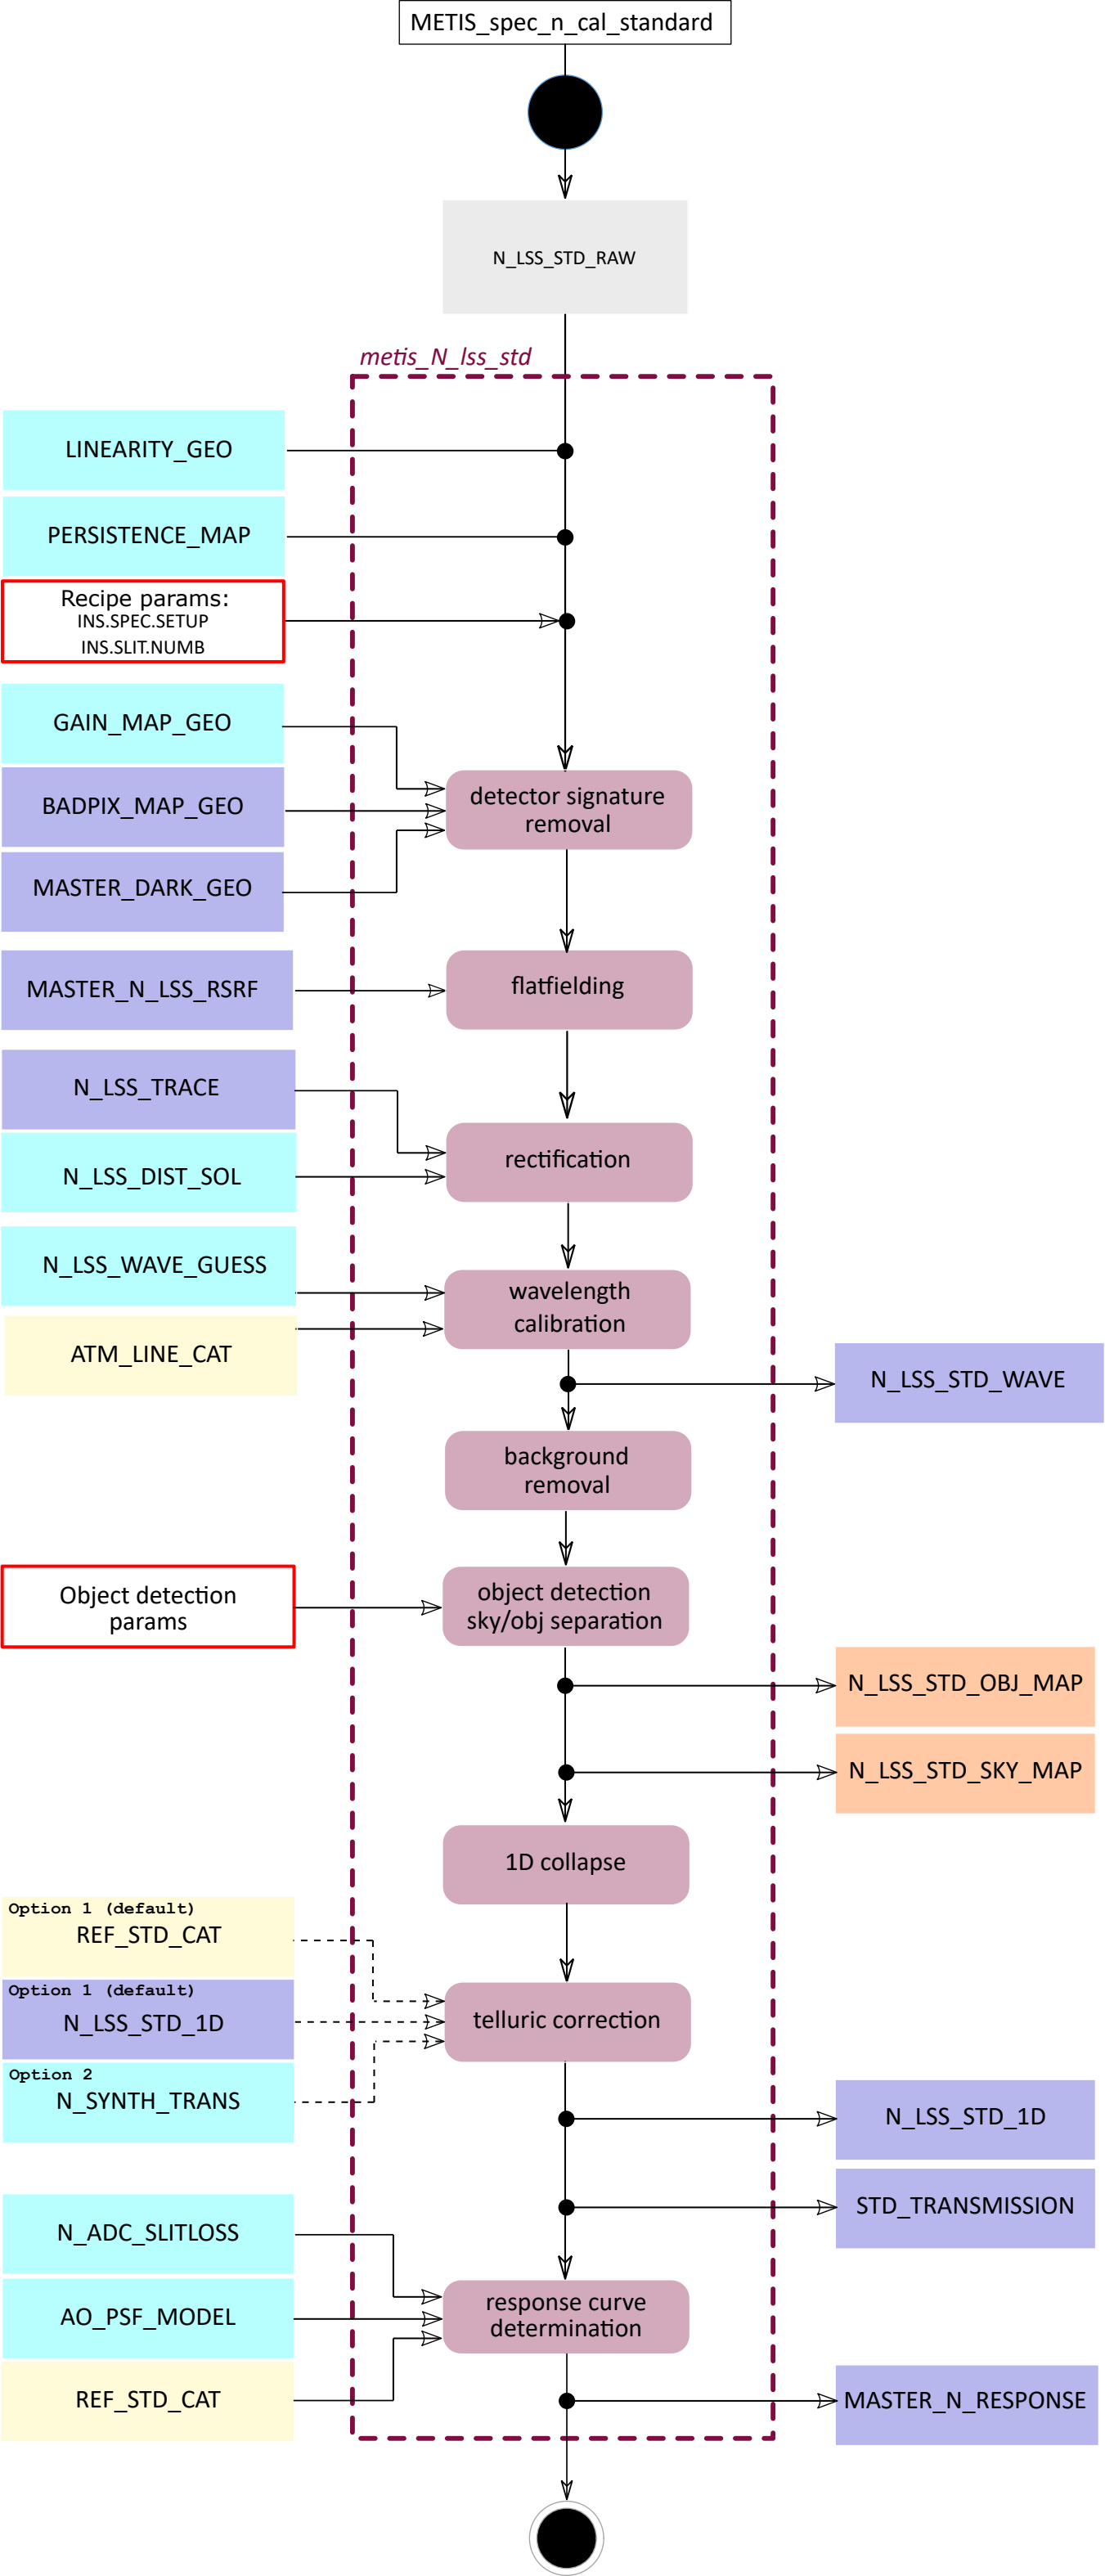 METIS_spec_n_cal_standard
N_LSS_STD_RAW
metis_N_lss_std
LINEARITY_GEO
PERSISTENCE_MAP
Recipe params:
INS.SPEC.SETUP
INS.SLIT.NUMB
GAIN_MAP_GEO
BADPIX_MAP_GEO
MASTER_DARK_GEO
detector signature
removal
MASTER_N_LSS_RSRF
flatfielding
N_LSS_TRACE
N_LSS_DIST_SOL
rectification
N_LSS_WAVE_GUESS
ATM_LINE_CAT
wavelength
calibration
N_LSS_STD_WAVE
background
removal
Object detection
params
object detection
sky/obj separation
N_LSS_STD_OBJ_MAP
N_LSS_STD_SKY_MAP
1D collapse
Option 1 (default)
REF_STD_CAT
Option 1 (default)
N_LSS_STD_1D
Option 2
N_SYNTH_TRANS
telluric correction
N_LSS_STD_1D
STD_TRANSMISSION
N_ADC_SLITLOSS
AO_PSF_MODEL
REF_STD_CAT
response curve
determination
MASTER_N_RESPONSE